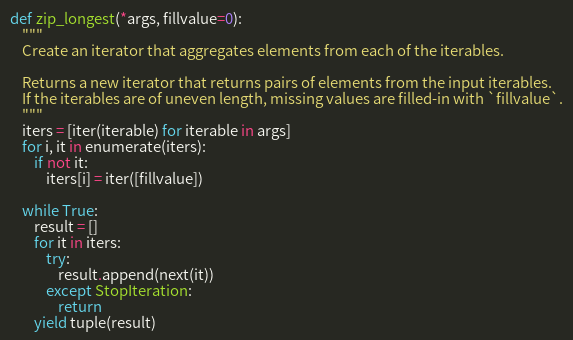 def zip_longest(*args, fillvalue=0):
    """
    Create an iterator that aggregates elements from each of the iterables.

    Returns a new iterator that returns pairs of elements from the input iterables.
    If the iterables are of uneven length, missing values are filled-in with `fillvalue`.
    """
    iters = [iter(iterable) for iterable in args]
    for i, it in enumerate(iters):
        if not it:
            iters[i] = iter([fillvalue])

    while True:
        result = []
        for it in iters:
            try:
                result.append(next(it))
            except StopIteration:
                return
        yield tuple(result)